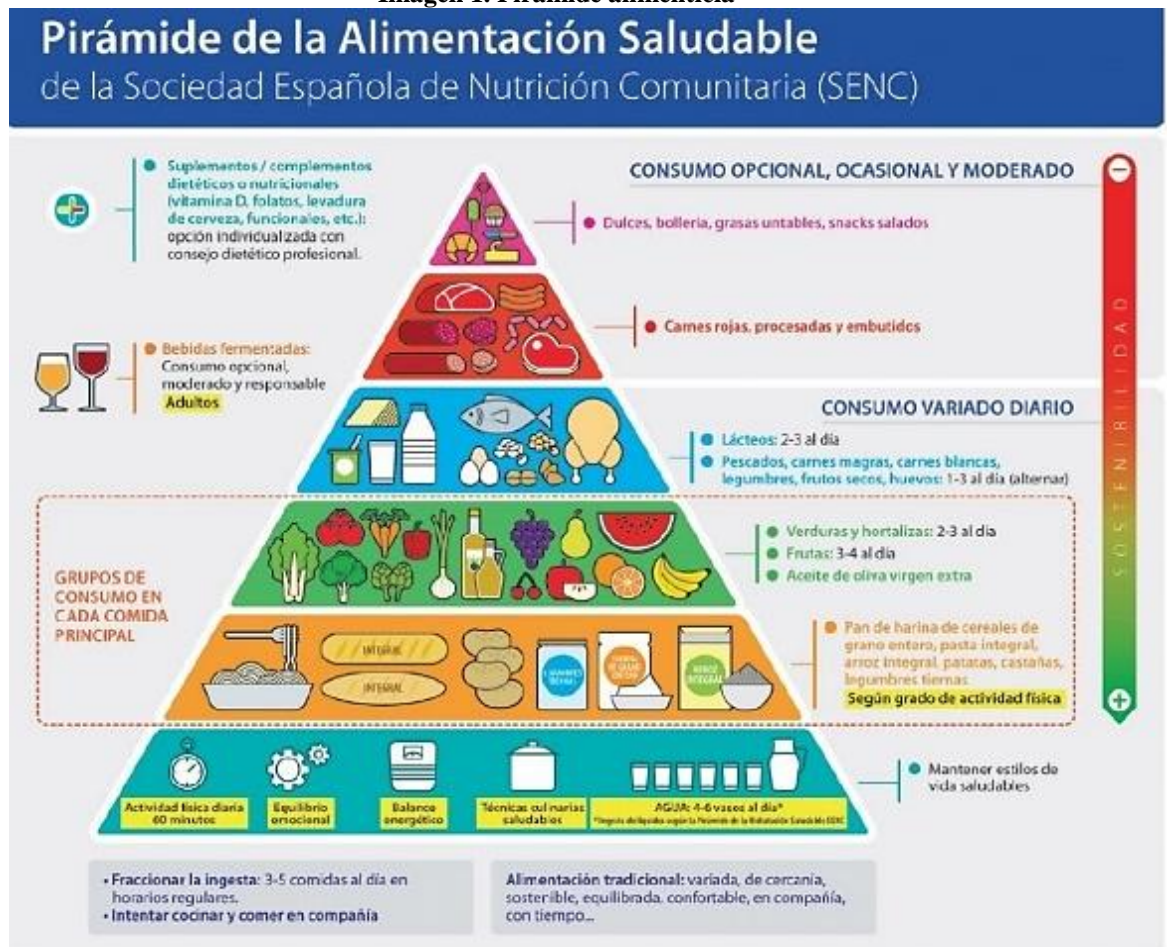 Imagen 1. Pirámide alimenticia
Pirámide de la Alimentación Saludable
de la Sociedad Española de Nutrición Comunitaria (SENC)
Suplementos / complementos
dietéticos o nutricionales
(vitamina D, folatos, levadura
de cerveza, funcionales, etc.):
opción individualizada con
consejo dietético profesional.
CONSUMO OPCIONAL, OCASIONAL Y MODERADO
Dulces, bollería, grasas untables, snacks salados
Carnes rojas, procesadas y embutidos
Bebidas fermentadas:
Consumo opcional,
moderado y responsable
Adultos
CONSUMO VARIADO DIARIO
Lácteos: 2-3 al día
Pescados, carnes magras, carnes blancas,
legumbres, frutos secos, huevos: 1-3 al día (alternar)
SOSTENIBILIDAD
GRUPOS DE
CONSUMO EN
CADA COMIDA
PRINCIPAL
Verduras y hortalizas: 2-3 al día
Frutas: 3-4 al día
Aceite de oliva virgen extra
INTEGRAL
INTEGRAL
ARROZ
INTEGRAL
Pan de harina de cereales de
grano entero, pasta integral,
arroz integral, patatas, castañas,
legumbres tiernas
Según grado de actividad física
Actividad física diaria
60 minutos
Equilibrio
emocional
Balance
energético
Técnicas culinarias
saludables
AGUA: 4-6 vasos al día*
Mantener estilos de
vida saludables
• Fraccionar la ingesta: 3-5 comidas al día en
horarios regulares.
• Intentar cocinar y comer en compañía
Alimentación tradicional: variada, de cercanía,
sostenible, equilibrada, confortable, en compañía,
con tiempo...